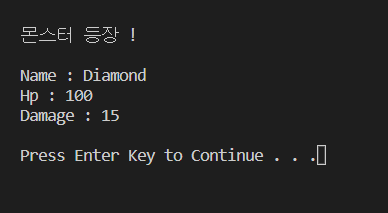 몬스터 등장 !
Name : Diamond
Hp : 100
Damage : 15
Press Enter Key to Continue . . .